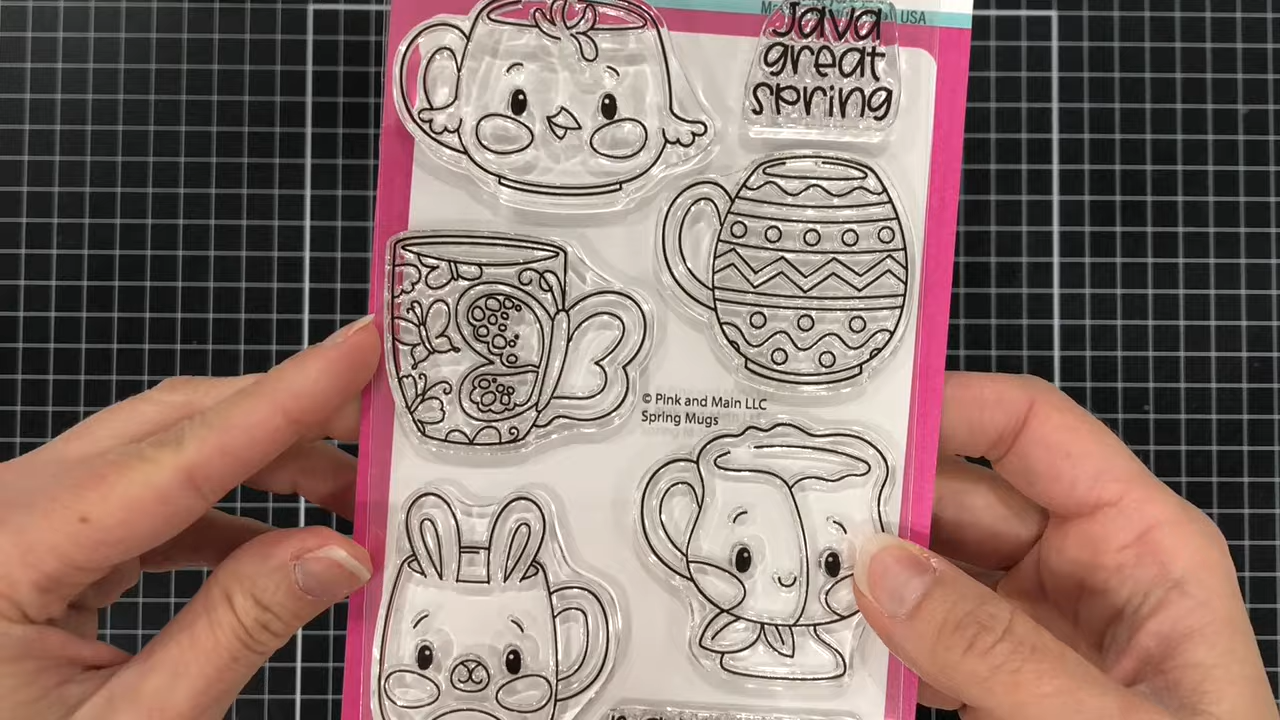 USA
Java
great
spring
© Pink and Main LLC
Spring Mugs